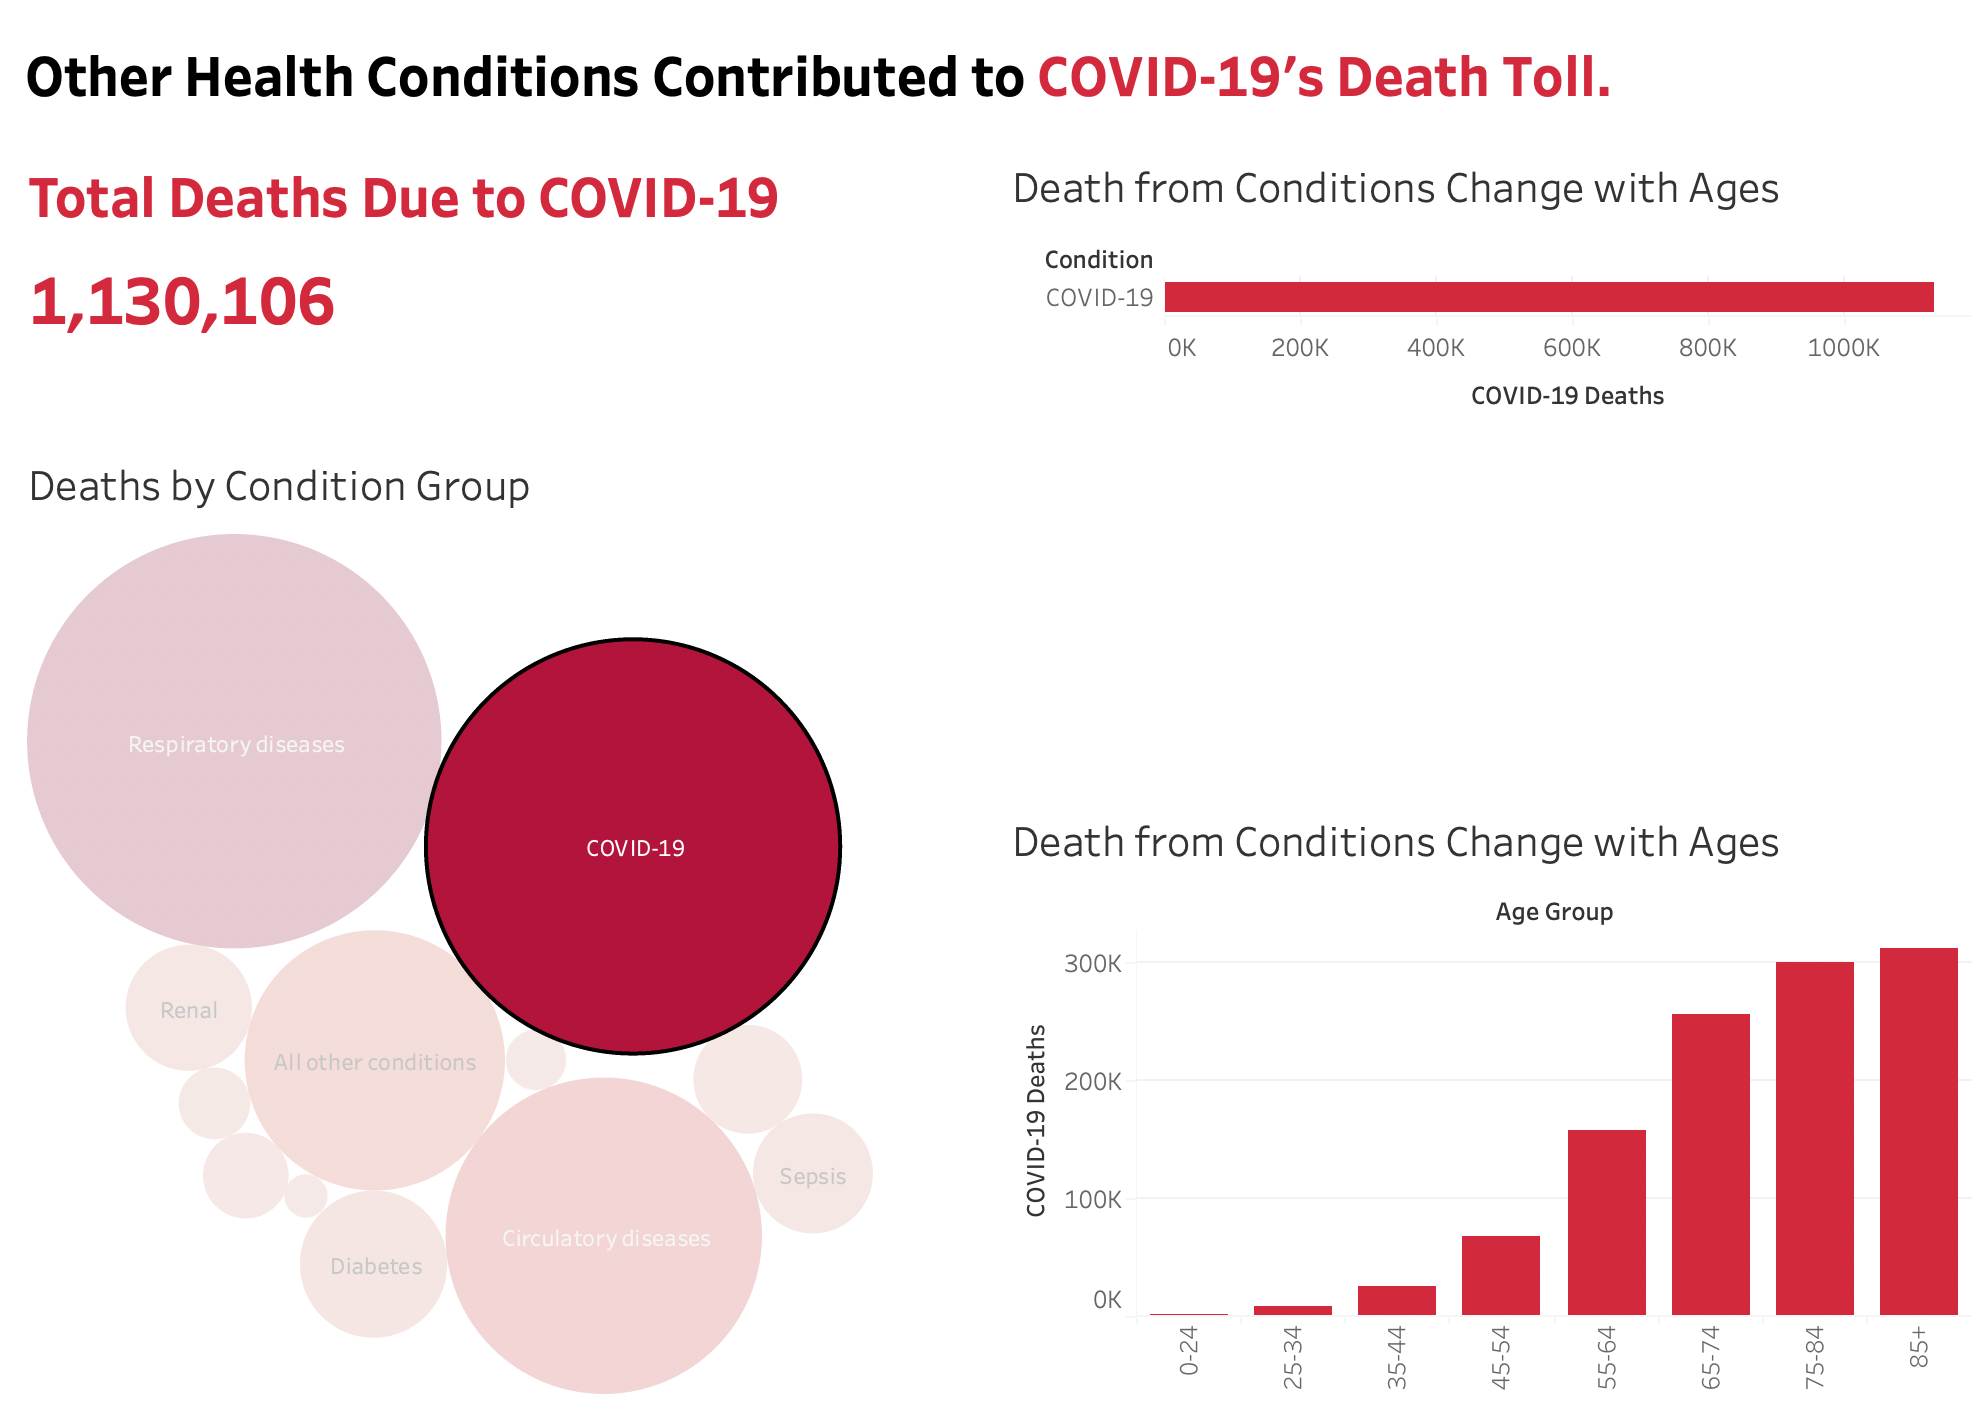 Other Health Conditions Contributed to COVID-19’s Death Toll.
Total Deaths Due to COVID-19
1,130,106
Death from Conditions Change with Ages
Condition
COVID-19
0K 200K 400K 600K 800K 1000K
COVID-19 Deaths
Deaths by Condition Group
Respiratory diseases
COVID-19
Renal
All other conditions
Sepsis
Circulatory diseases
Diabetes
Death from Conditions Change with Ages
Age Group
COVID-19 Deaths
300K
200K
100K
0K
0-24 25-34 35-44 45-54 55-64 65-74 75-84 85+